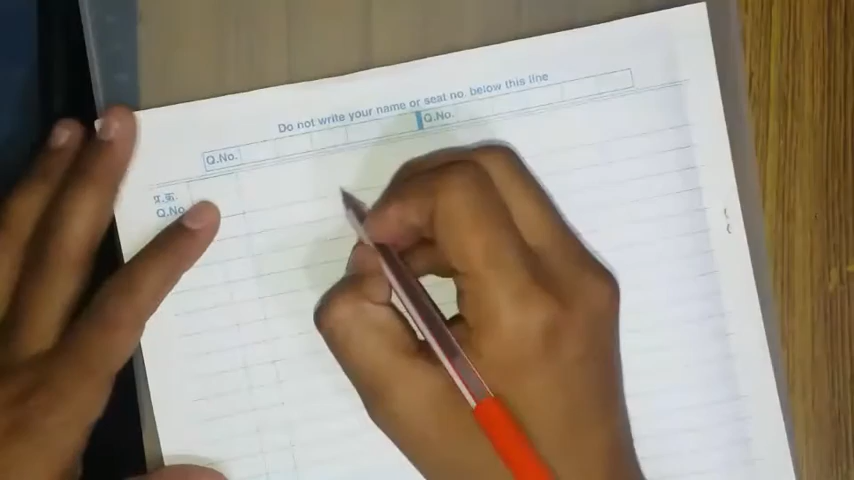 Do not write your name or seat no. below this line
Q.No. Q.No.
प्र.क्र.
Q.No.